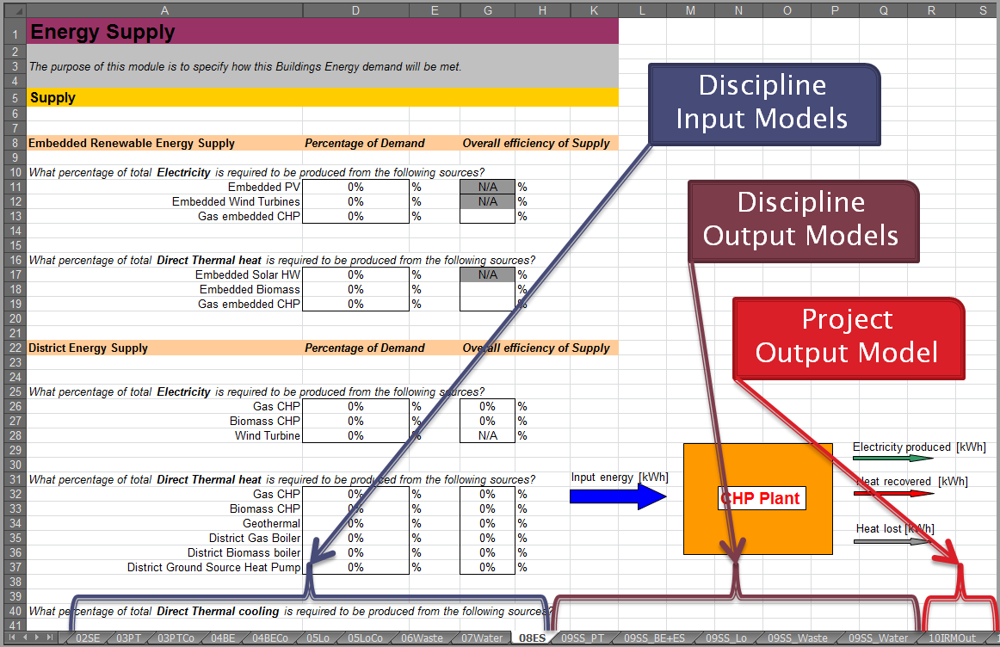 A D E G H K L M N O P Q R S
1 Energy Supply
2
3 The purpose of this module is to specify how this Buildings Energy demand will be met.
4
5 Supply
Discipline
Input Models
6
7
8 Embedded Renewable Energy Supply Percentage of Demand Overall efficiency of Supply
9
10 What percentage of total Electricity is required to be produced from the following sources?
11 Embedded PV 0% % N/A %
12 Embedded Wind Turbines 0% % N/A %
13 Gas embedded CHP 0% % %
Discipline
Output Models
14
15
16 What percentage of total Direct Thermal heat is required to be produced from the following sources?
17 Embedded Solar HW 0% % N/A %
18 Embedded Biomass 0% % %
19 Gas embedded CHP 0% % %
Project
Output Model
20
21
22 District Energy Supply Percentage of Demand Overall efficiency of Supply
23
24
25 What percentage of total Electricity is required to be produced from the following sources?
26 Gas CHP 0% % 0% %
27 Biomass CHP 0% % 0% %
28 Wind Turbine 0% % N/A %
29 Electricity produced [kWh]
30
31 What percentage of total Direct Thermal heat is required to be produced from the following sources? Input energy [kWh] Heat recovered [kWh]
32 Gas CHP 0% % 0% % CHP Plant
33 Biomass CHP 0% % 0% %
34 Geothermal 0% % 0% % Heat lost [kWh]
35 District Gas Boiler 0% % 0% %
36 District Biomass boiler 0% % 0% %
37 District Ground Source Heat Pump 0% % 0% %
38
39
40 What percentage of total Direct Thermal cooling is required to be produced from the following sources?
41
02SE 03PT 03PTCo 04BE 04BECo 05Lo 05LoCo 06Waste 07Water 08ES 09SS_PT 09SS_BE+ES 09SS_Lo 09SS_Waste 09SS_Water 10IRMOut